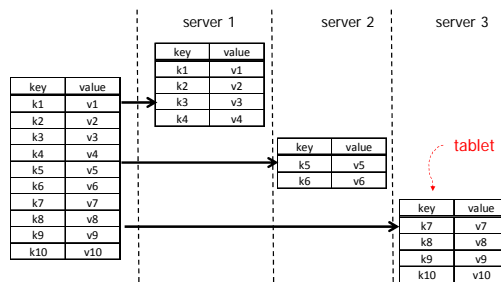 server 1
server 2
server 3
key value
k1 v1
k2 v2
k3 v3
k4 v4
k5 v5
k6 v6
k7 v7
k8 v8
k9 v9
k10 v10
key value
k1 v1
k2 v2
k3 v3
k4 v4
key value
k5 v5
k6 v6
tablet
key value
k7 v7
k8 v8
k9 v9
k10 v10